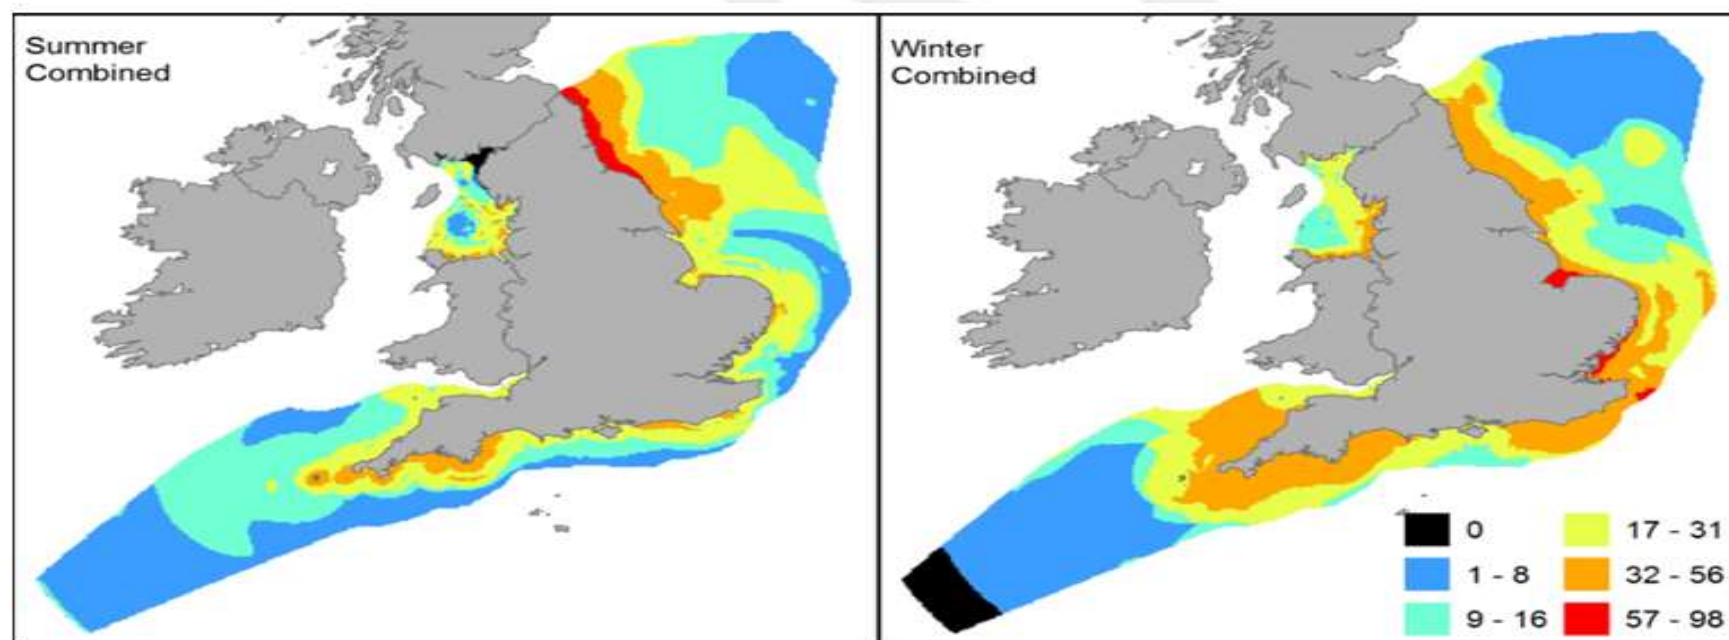 Summer
Combined
Winter
Combined
0
1 - 8
9 - 16
17 - 31
32 - 56
57 - 98